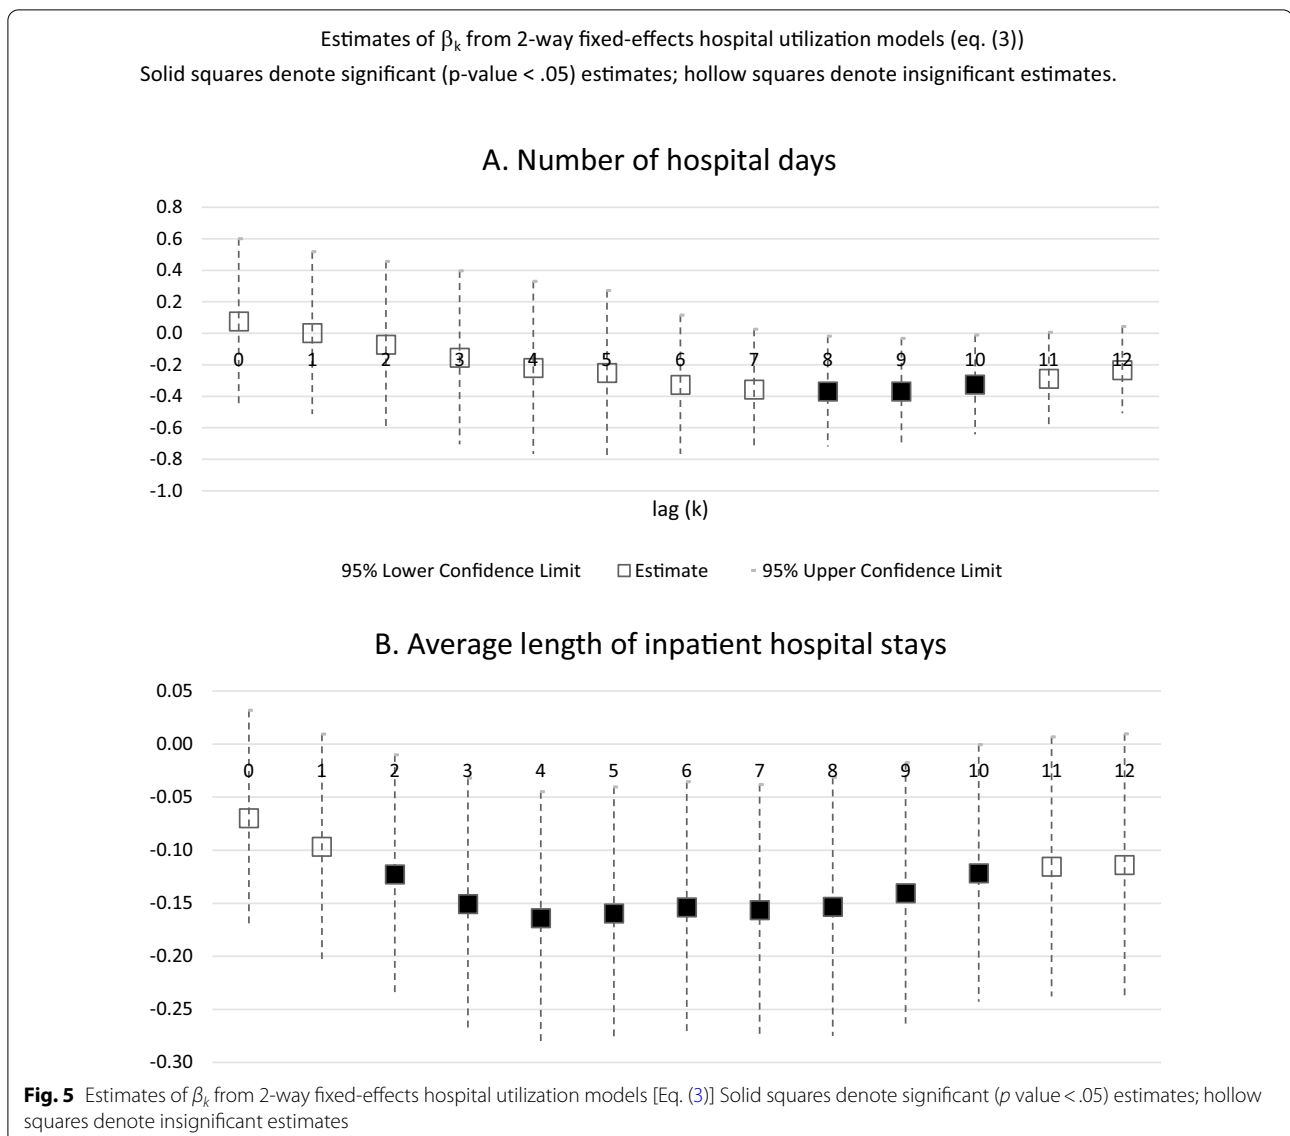 Estimates of βk from 2-way fixed-effects hospital utilization models (eq. (3))
Solid squares denote significant (p-value < .05) estimates; hollow squares denote insignificant estimates.
A. Number of hospital days
0.8
0.6
0.4
0.2
0.0
-0.2
-0.4
-0.6
-0.8
-1.0
0 1 2 3 4 5 6 7 8 9 10 11 12
lag (k)
95% Lower Confidence Limit Estimate 95% Upper Confidence Limit
B. Average length of inpatient hospital stays
0.05
0.00
-0.05
-0.10
-0.15
-0.20
-0.25
-0.30
0 1 2 3 4 5 6 7 8 9 10 11 12
Fig. 5 Estimates of βk from 2-way fixed-effects hospital utilization models [Eq. (3)] Solid squares denote significant (p value < .05) estimates; hollow
squares denote insignificant estimates